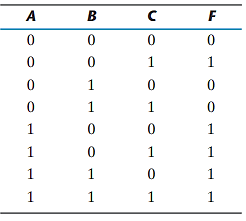 A B C F
0 0 0 0
0 0 1 1
0 1 0 0
0 1 1 0
1 0 0 1
1 0 1 1
1 1 0 1
1 1 1 1